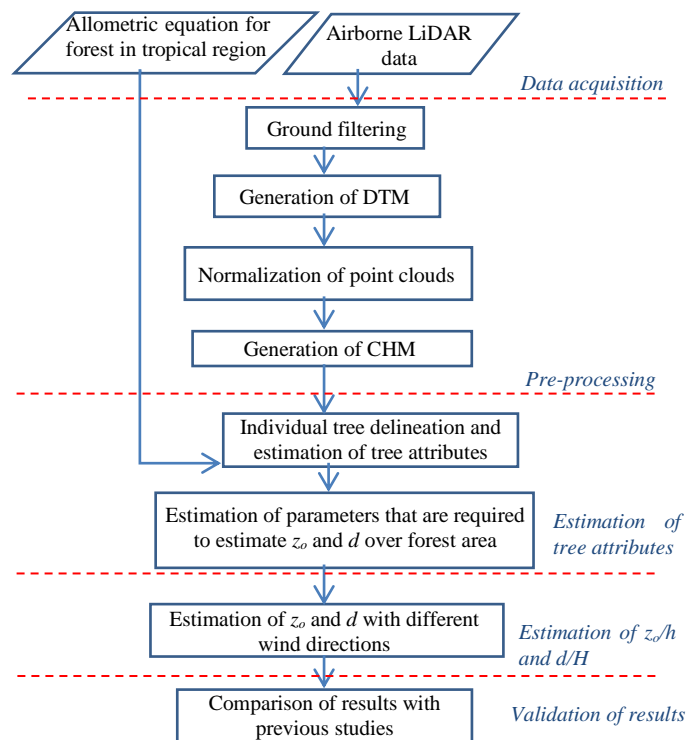 Allometric equation for
forest in tropical region
Airborne LiDAR
data
Data acquisition
Ground filtering
Generation of DTM
Normalization of point clouds
Generation of CHM
Pre-processing
Individual tree delineation and
estimation of tree attributes
Estimation of parameters that are required
to estimate zₒ and d over forest area
Estimation of
tree attributes
Estimation of zₒ and d with different
wind directions
Estimation of zₒ/h
and d/H
Comparison of results with
previous studies
Validation of results